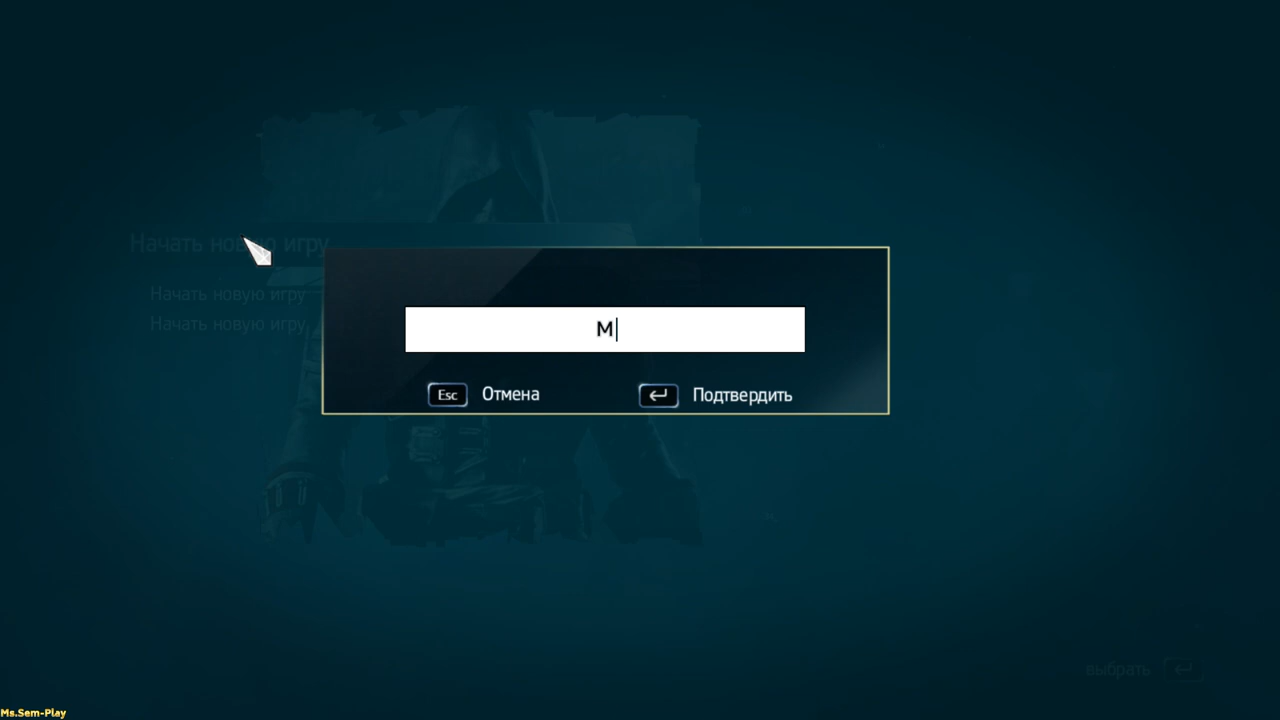 Начать новую игру
Начать новую игру
Начать новую игру
М
Esc Отмена
Подтвердить
выбрать
Ms.Sem-Play